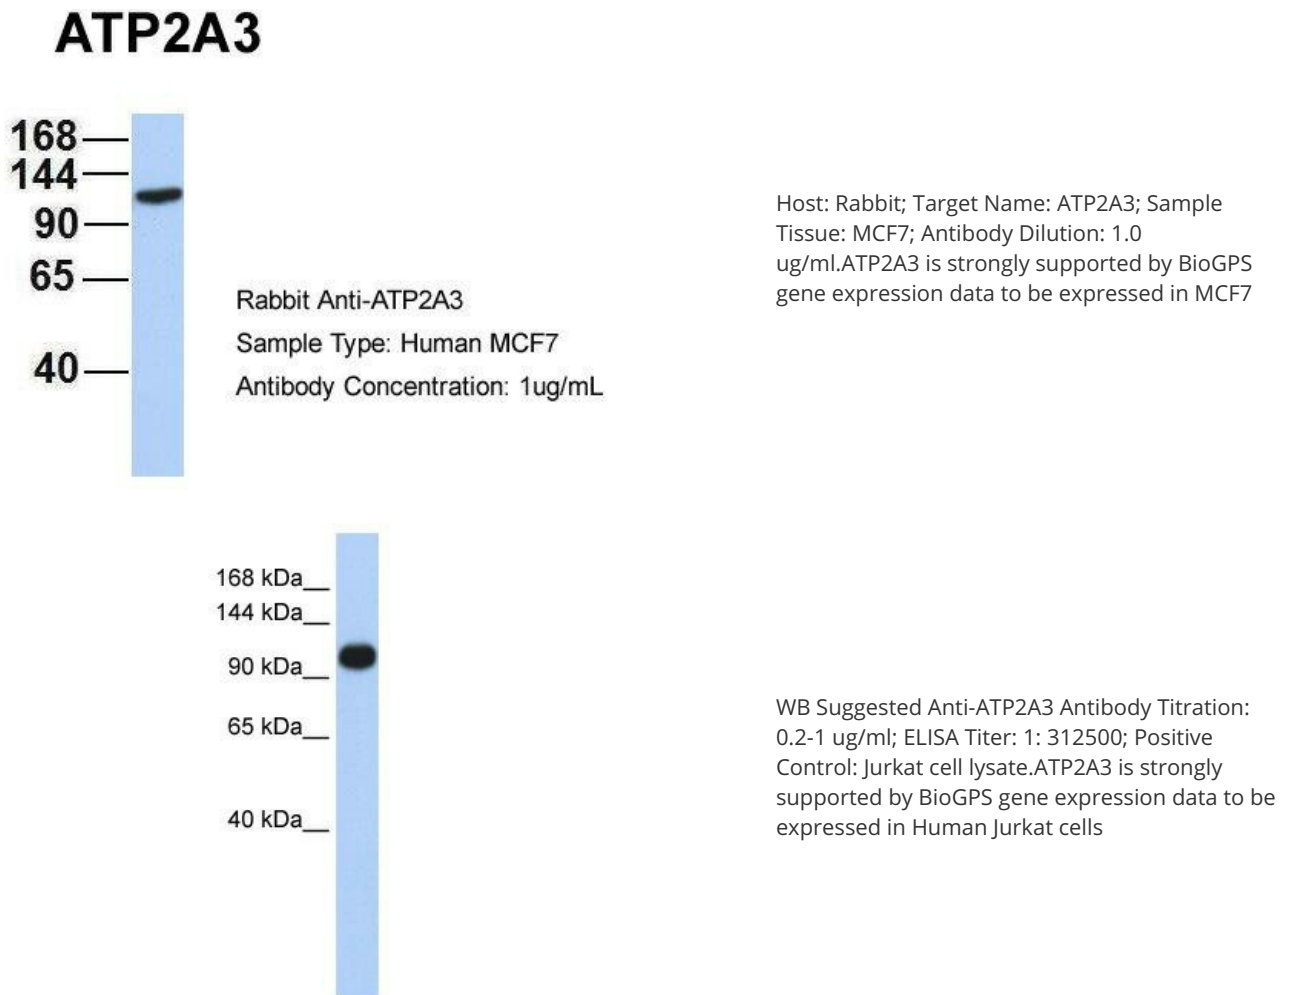 ATP2A3
168
144
90
65
40
Rabbit Anti-ATP2A3
Sample Type: Human MCF7
Antibody Concentration: 1ug/mL
Host: Rabbit; Target Name: ATP2A3; Sample
Tissue: MCF7; Antibody Dilution: 1.0
ug/ml.ATP2A3 is strongly supported by BioGPS
gene expression data to be expressed in MCF7
168 kDa
144 kDa
90 kDa
65 kDa
40 kDa
WB Suggested Anti-ATP2A3 Antibody Titration:
0.2-1 ug/ml; ELISA Titer: 1: 312500; Positive
Control: Jurkat cell lysate.ATP2A3 is strongly
supported by BioGPS gene expression data to be
expressed in Human Jurkat cells